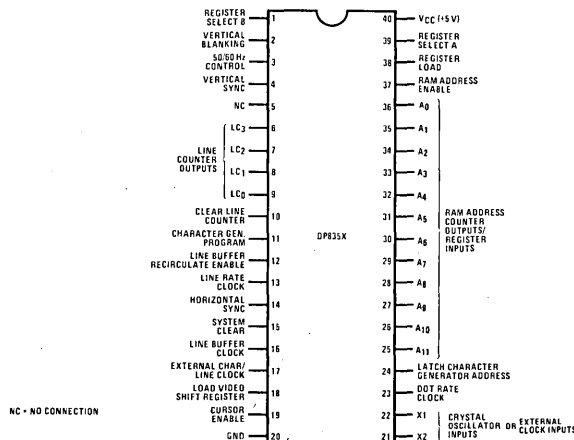 REGISTER
SELECT B
1
VERTICAL
BLANKING
2
50/60 Hz
CONTROL
3
VERTICAL
SYNC
4
NC
5
LC3
6
LINE
COUNTER
OUTPUTS
LC2
7
LC1
8
LC0
9
CLEAR LINE
COUNTER
10
CHARACTER GEN.
PROGRAM
11
LINE BUFFER
RECIRCULATE ENABLE
12
LINE RATE
CLOCK
13
HORIZONTAL
SYNC
14
SYSTEM
CLEAR
15
LINE BUFFER
CLOCK
16
EXTERNAL CHAR/
LINE CLOCK
17
LOAD VIDEO
SHIFT REGISTER
18
CURSOR
ENABLE
19
GND
20
DP835X
40
VCC (+5 V)
39
REGISTER
SELECT A
38
REGISTER
LOAD
37
RAM ADDRESS
ENABLE
36
A0
35
A1
34
A2
33
A3
32
A4
31
A5
30
A6
29
A7
28
A8
27
A9
26
A10
25
A11
RAM ADDRESS
COUNTER
OUTPUTS/
REGISTER
INPUTS
24
LATCH CHARACTER
GENERATOR ADDRESS
23
DOT RATE
CLOCK
22
X1
21
X2
CRYSTAL
OSCILLATOR OR EXTERNAL
INPUTS CLOCK INPUTS
NC = NO CONNECTION